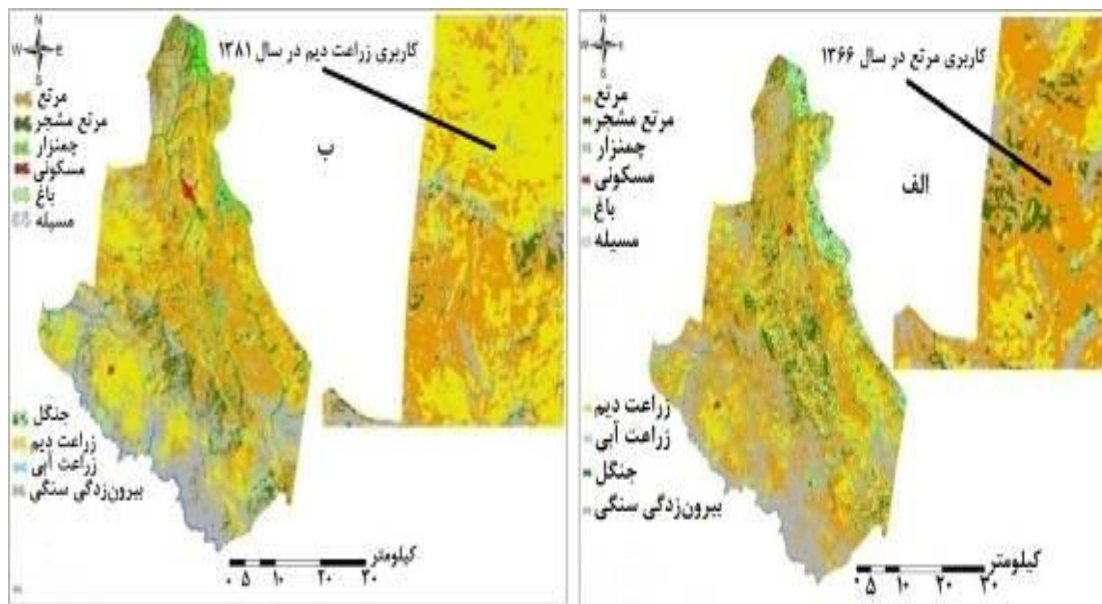 N
W E
S
کاربری مرتع در سال ۱۳۶۶
الف
مرتع
مرتع مشجر
چمنزار
مسکونی
باغ
مسیله
زراعت دیم
زراعت آبی
جنگل
بیرون‌زدگی سنگی
کیلومتر
۰ ۵ ۱۰ ۲۰ ۳۰
N
W E
S
کاربری زراعت دیم در سال ۱۳۸۱
ب
مرتع
مرتع مشجر
چمنزار
مسکونی
باغ
مسیله
جنگل
زراعت دیم
زراعت آبی
بیرون‌زدگی سنگی
کیلومتر
۰ ۵ ۱۰ ۲۰ ۳۰